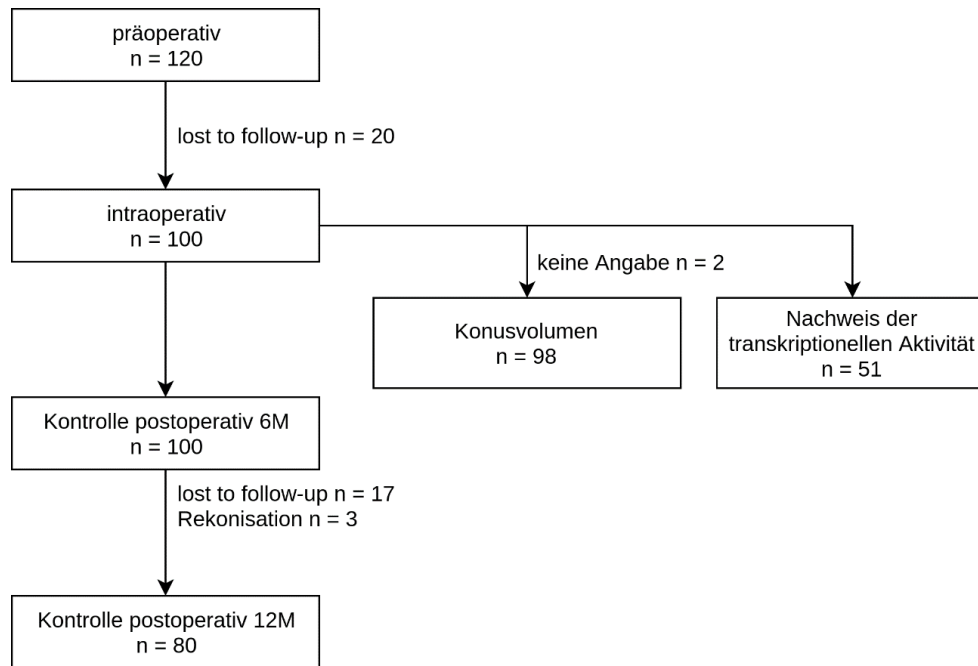 präoperativ
n = 120
lost to follow-up n = 20
intraoperativ
n = 100
keine Angabe n = 2
Konusvolumen
n = 98
Nachweis der
transkriptionellen Aktivität
n = 51
Kontrolle postoperativ 6M
n = 100
lost to follow-up n = 17
Rekonisation n = 3
Kontrolle postoperativ 12M
n = 80